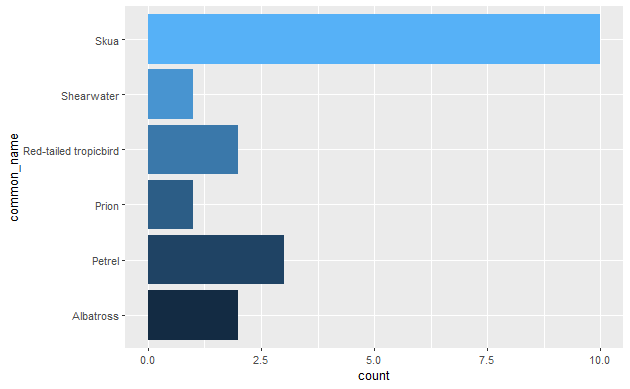 Skua
Shearwater
Red-tailed tropicbird
Prion
Petrel
Albatross
common_name
0.0 2.5 5.0 7.5 10.0
count